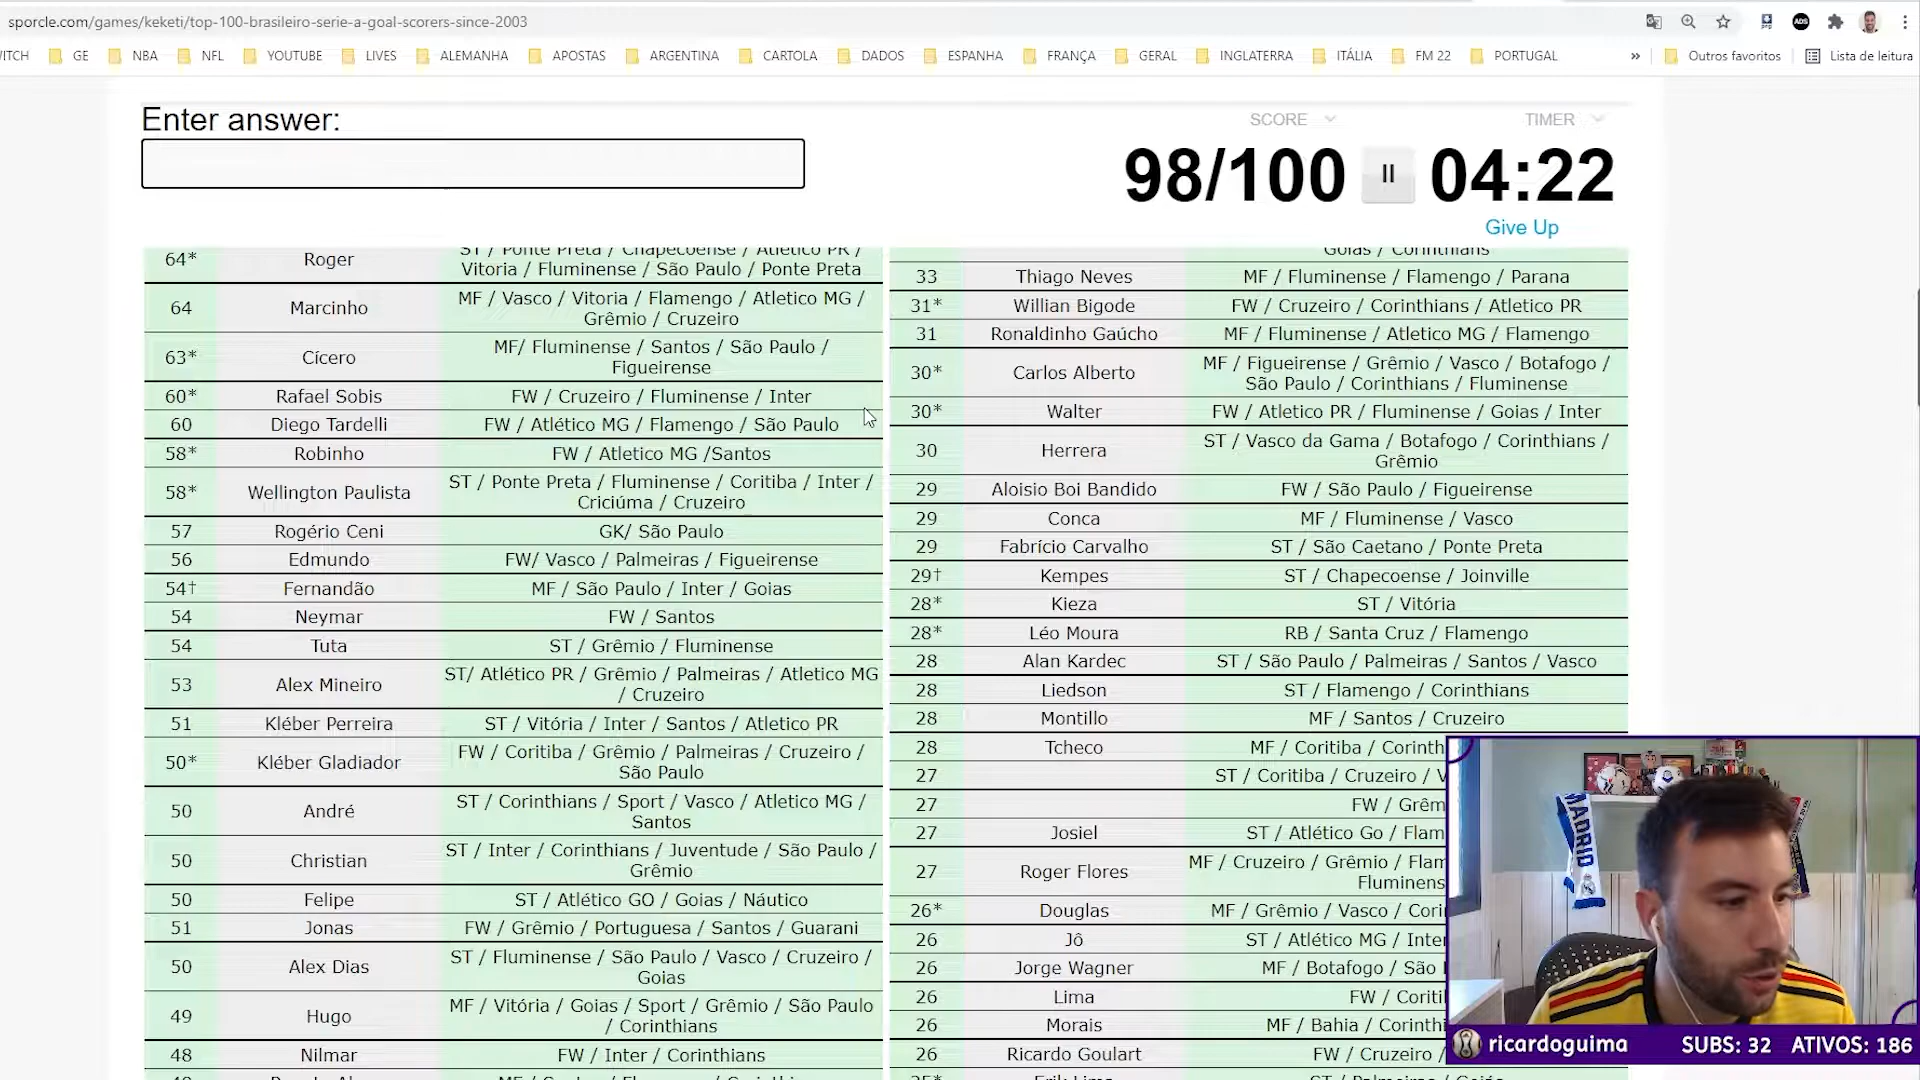 sporcle.com/games/keketi/top-100-brasileiro-serie-a-goal-scorers-since-2003
ITCH GE NBA NFL YOUTUBE LIVES ALEMANHA APOSTAS ARGENTINA CARTOLA DADOS ESPANHA FRANÇA GERAL INGLATERRA ITÁLIA FM 22 PORTUGAL » Outros favoritos Lista de leitura
Enter answer:
SCORE TIMER
98/100 04:22
Give Up
64* Roger ST / Ponte Preta / Chapecoense / Atletico PR / Vitoria / Fluminense / São Paulo / Ponte Preta
64 Marcinho MF / Vasco / Vitoria / Flamengo / Atletico MG /
Grêmio / Cruzeiro
63* Cícero MF/ Fluminense / Santos / São Paulo /
Figueirense
60* Rafael Sobis FW / Cruzeiro / Fluminense / Inter
60 Diego Tardelli FW / Atlético MG / Flamengo / São Paulo
58* Robinho FW / Atletico MG /Santos
58* Wellington Paulista ST / Ponte Preta / Fluminense / Coritiba / Inter /
Criciúma / Cruzeiro
57 Rogério Ceni GK/ São Paulo
56 Edmundo FW/ Vasco / Palmeiras / Figueirense
54† Fernandão MF / São Paulo / Inter / Goias
54 Neymar FW / Santos
54 Tuta ST / Grêmio / Fluminense
53 Alex Mineiro ST/ Atlético PR / Grêmio / Palmeiras / Atletico MG
/ Cruzeiro
51 Kléber Perreira ST / Vitória / Inter / Santos / Atletico PR
50* Kléber Gladiador FW / Coritiba / Grêmio / Palmeiras / Cruzeiro /
São Paulo
50 André ST / Corinthians / Sport / Vasco / Atletico MG /
Santos
50 Christian ST / Inter / Corinthians / Juventude / São Paulo /
Grêmio
50 Felipe ST / Atlético GO / Goias / Náutico
51 Jonas FW / Grêmio / Portuguesa / Santos / Guarani
50 Alex Dias ST / Fluminense / São Paulo / Vasco / Cruzeiro /
Goias
49 Hugo MF / Vitória / Goias / Sport / Grêmio / São Paulo
/ Corinthians
48 Nilmar FW / Inter / Corinthians
Goias / Corinthians
33 Thiago Neves MF / Fluminense / Flamengo / Parana
31* Willian Bigode FW / Cruzeiro / Corinthians / Atletico PR
31 Ronaldinho Gaúcho MF / Fluminense / Atletico MG / Flamengo
30* Carlos Alberto MF / Figueirense / Grêmio / Vasco / Botafogo /
São Paulo / Corinthians / Fluminense
30* Walter FW / Atletico PR / Fluminense / Goias / Inter
30 Herrera ST / Vasco da Gama / Botafogo / Corinthians /
Grêmio
29 Aloisio Boi Bandido FW / São Paulo / Figueirense
29 Conca MF / Fluminense / Vasco
29 Fabrício Carvalho ST / São Caetano / Ponte Preta
29† Kempes ST / Chapecoense / Joinville
28* Kieza ST / Vitória
28* Léo Moura RB / Santa Cruz / Flamengo
28 Alan Kardec ST / São Paulo / Palmeiras / Santos / Vasco
28 Liedson ST / Flamengo / Corinthians
28 Montillo MF / Santos / Cruzeiro
28 Tcheco MF / Coritiba / Corinth
27 ST / Coritiba / Cruzeiro / V
27 FW / Grêm
27 Josiel ST / Atlético Go / Flam
27 Roger Flores MF / Cruzeiro / Grêmio / Flam
Fluminens
26* Douglas MF / Grêmio / Vasco / Cori
26 Jô ST / Atlético MG / Inte
26 Jorge Wagner MF / Botafogo / São
26 Lima FW / Coriti
26 Morais MF / Bahia / Corinth
26 Ricardo Goulart FW / Cruzeiro /
MADRID
ricardoguima SUBS: 32 ATIVOS: 186